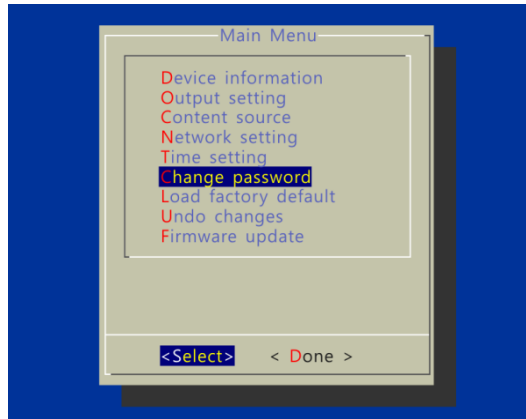 Main Menu
Device information
Output setting
Content source
Network setting
Time setting
Change password
Load factory default
Undo changes
Firmware update
<Select> < Done >